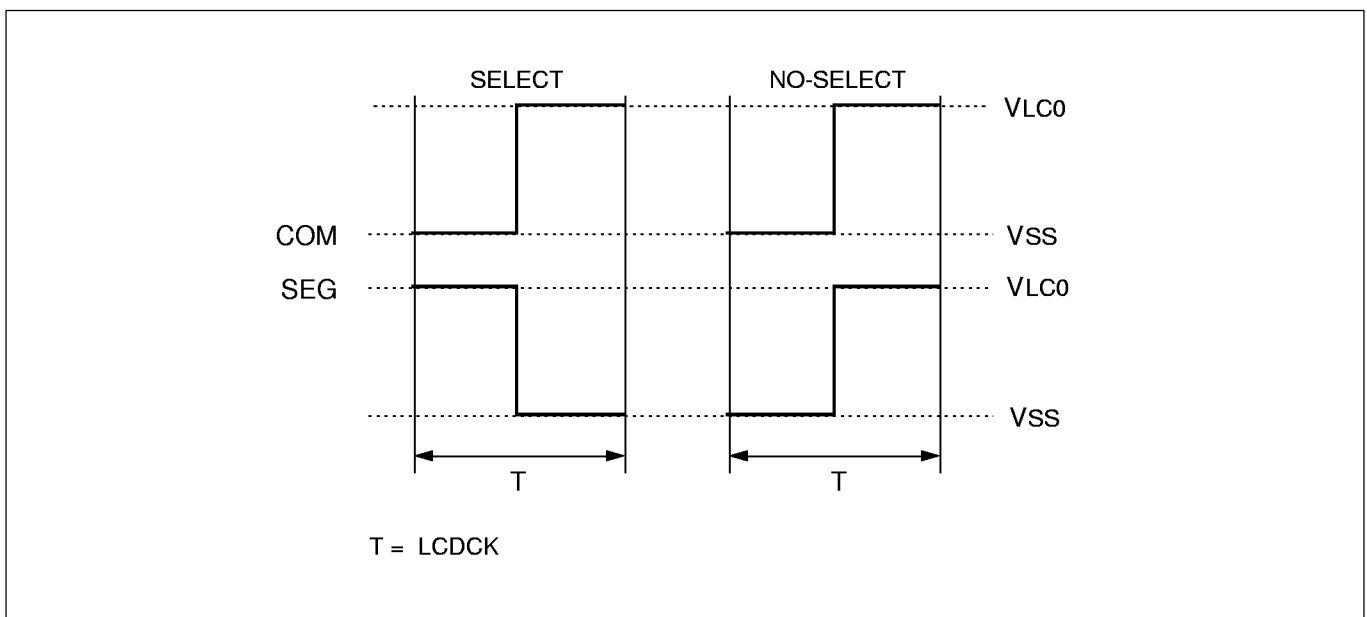 SELECT NO-SELECT
VLC0
COM VSS
SEG VLC0
VSS
T T
T = LCDCK